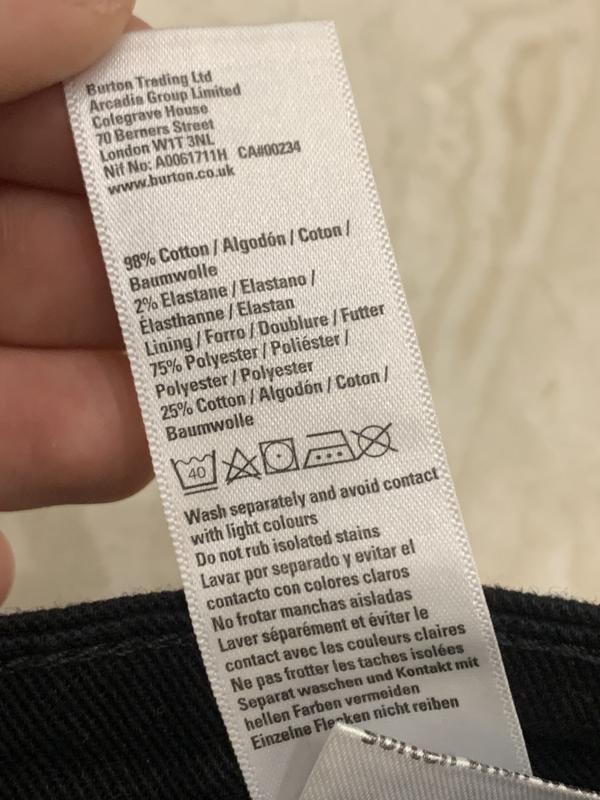 Burton Trading Ltd
Arcadia Group Limited
Colegrave House
70 Berners Street
London W1T 3NL
Nif No: A0061711H CA#00234
www.burton.co.uk
98% Cotton / Algodón / Coton /
Baumwolle
2% Elastane / Elastano /
Élasthanne / Elastan
Lining / Forro / Doublure / Futter
75% Polyester / Poliéster /
Polyester / Polyester
25% Cotton / Algodón / Coton /
Baumwolle
40
Wash separately and avoid contact
with light colours
Do not rub isolated stains
Lavar por separado y evitar el
contacto con colores claros
No frotar manchas aisladas
Laver séparément et éviter le
contact avec les couleurs claires
Ne pas frotter les taches isolées
Separat waschen und Kontakt mit
hellen Farben vermeiden
Einzelne Flecken nicht reiben